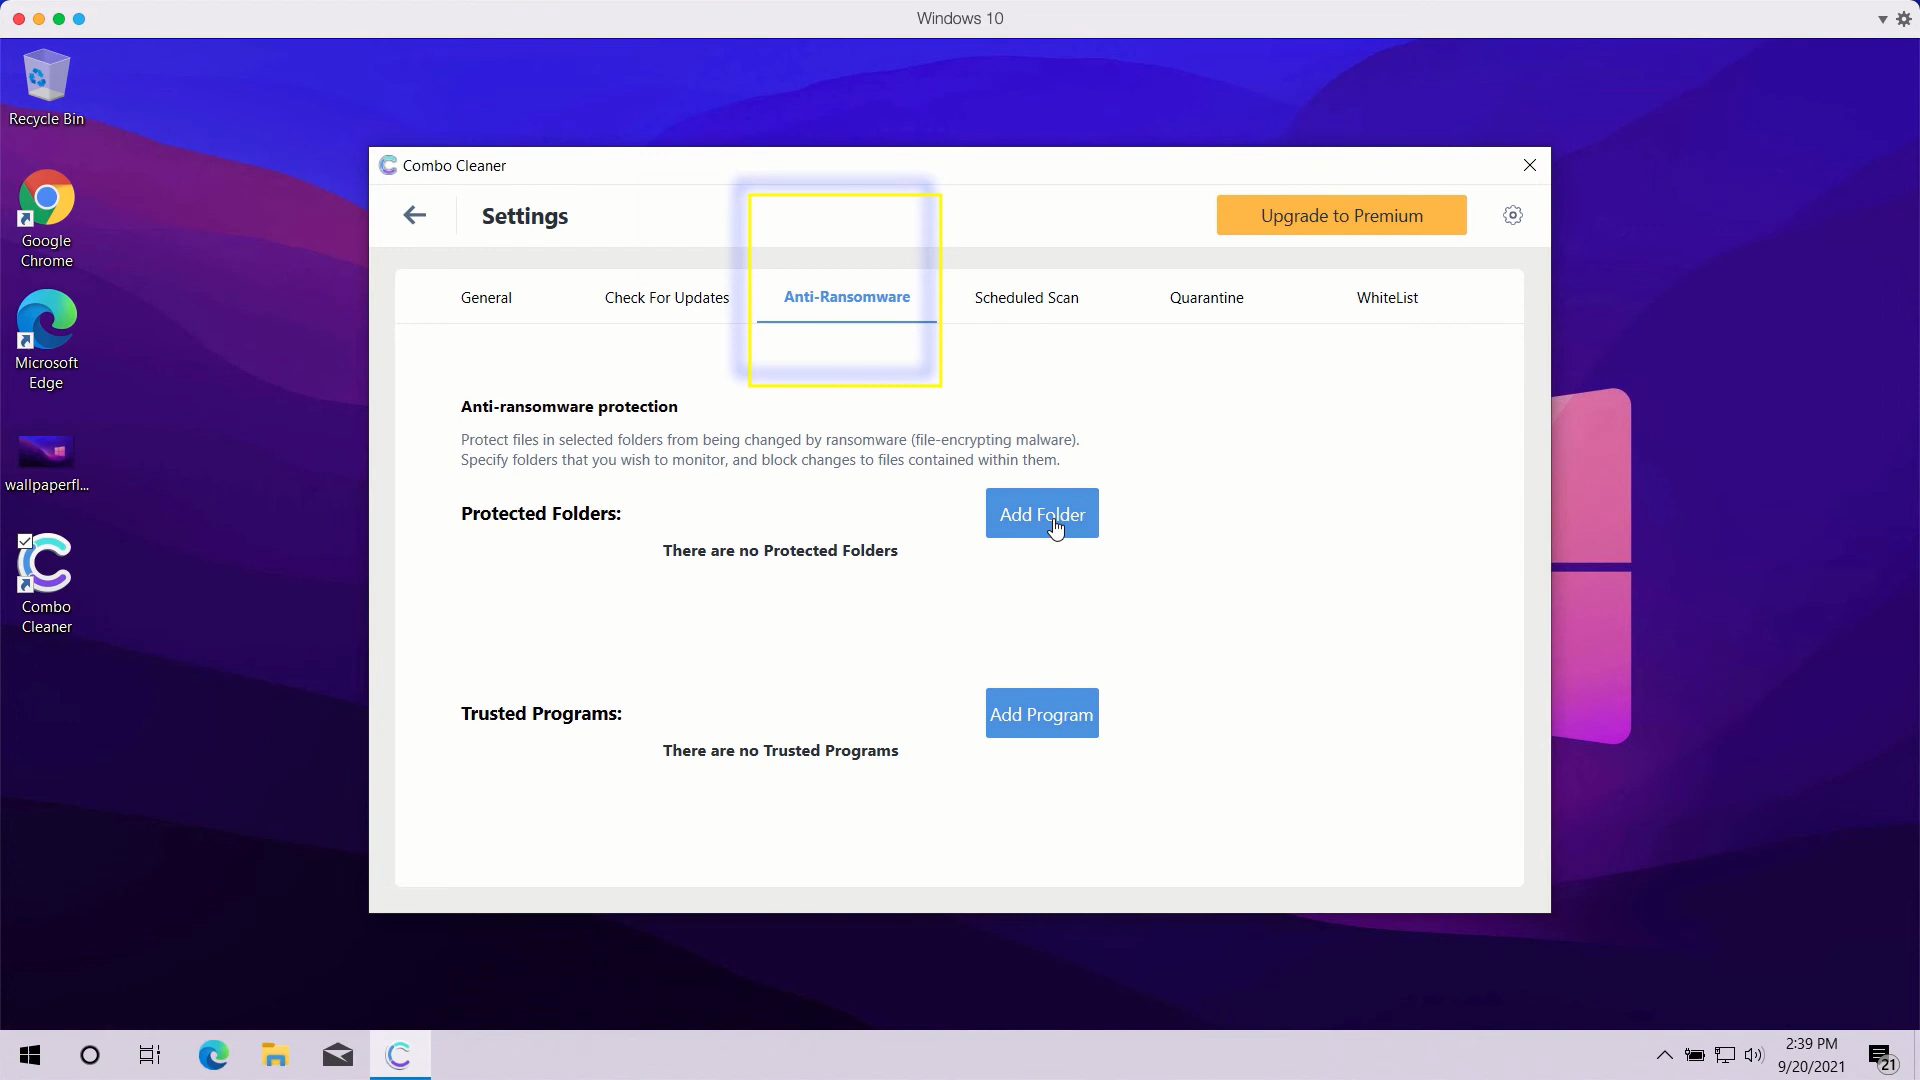 Windows 10
Recycle Bin
Google
Chrome
Microsoft
Edge
wallpaperfl...
Combo
Cleaner
Combo Cleaner
Settings
Upgrade to Premium
General
Check For Updates
Anti-Ransomware
Scheduled Scan
Quarantine
WhiteList
Anti-ransomware protection
Protect files in selected folders from being changed by ransomware (file-encrypting malware).
Specify folders that you wish to monitor, and block changes to files contained within them.
Protected Folders:
Add Folder
There are no Protected Folders
Trusted Programs:
Add Program
There are no Trusted Programs
2:39 PM
9/20/2021
21